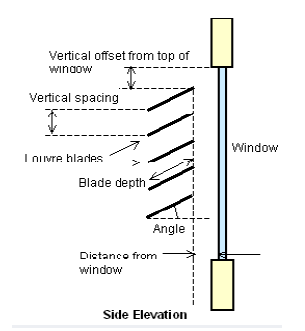 Vertical offset from top of
window
Vertical spacing
Louvre blades
Window
Blade depth
Angle
Distance from
window
Side Elevation